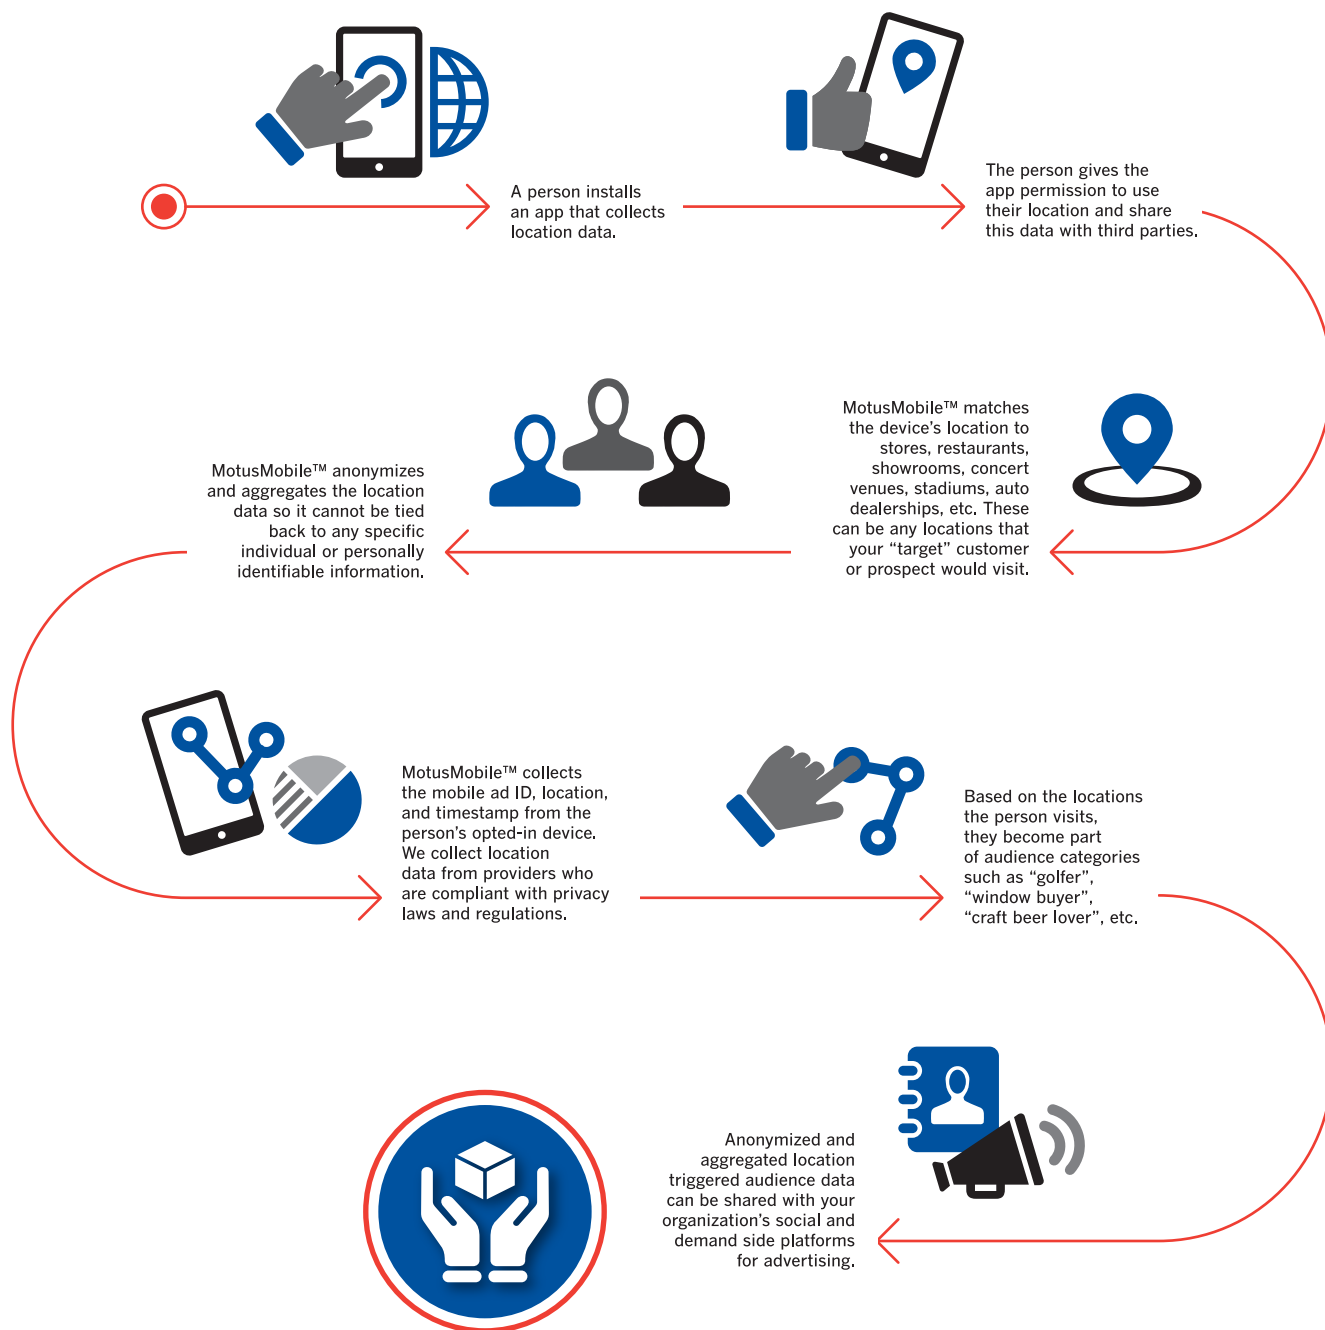 A person installs
an app that collects
location data.
The person gives the
app permission to use
their location and share
this data with third parties.
MotusMobile™ matches
the device's location to
stores, restaurants,
showrooms, concert
venues, stadiums, auto
dealerships, etc. These
can be any locations that
your “target” customer
or prospect would visit.
MotusMobile™ anonymizes
and aggregates the location
data so it cannot be tied
back to any specific
individual or personally
identifiable information.
MotusMobile™ collects
the mobile ad ID, location,
and timestamp from the
person's opted-in device.
We collect location
data from providers who
are compliant with privacy
laws and regulations.
Based on the locations
the person visits,
they become part
of audience categories
such as “golfer”,
“window buyer”,
“craft beer lover”, etc.
Anonymized and
aggregated location
triggered audience data
can be shared with your
organization's social and
demand side platforms
for advertising.